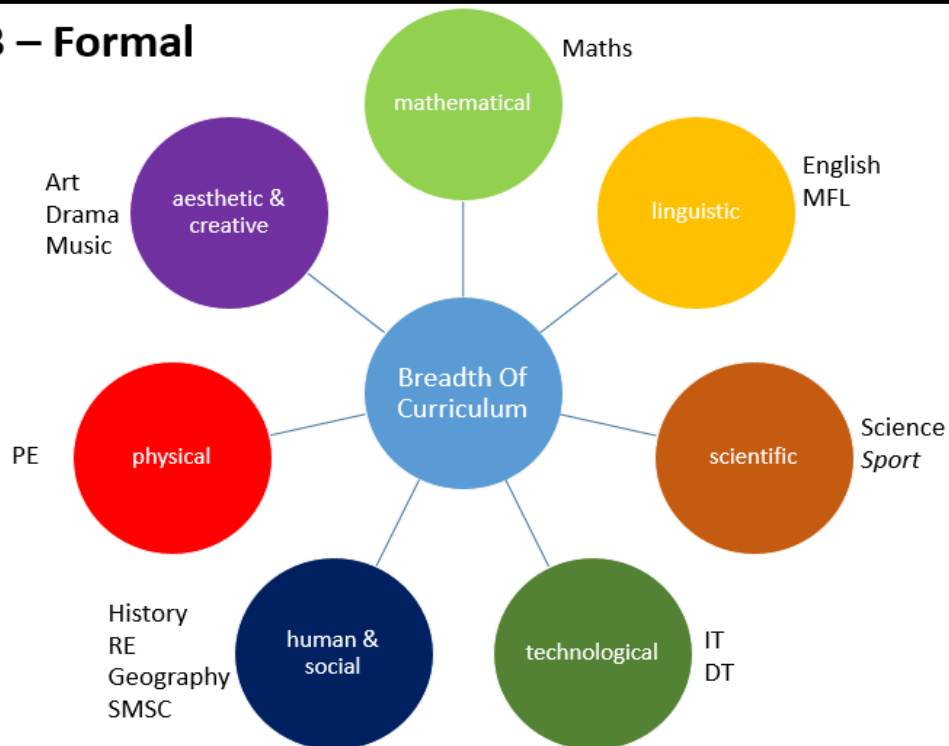 – Formal
Maths
mathematical
English
MFL
linguistic
Art
Drama
Music
aesthetic &
creative
Breadth Of
Curriculum
Science
Sport
scientific
PE
physical
History
RE
Geography
SMSC
human &
social
technological
IT
DT